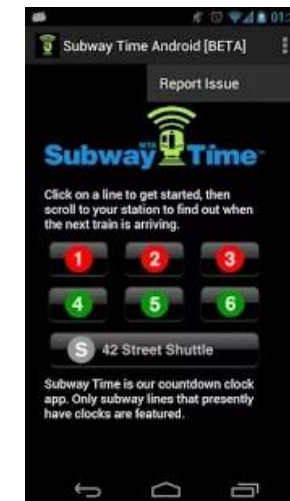 01:
Subway Time Android [BETA]
Report Issue
MTA
Subway Time
Click on a line to get started, then
scroll to your station to find out when
the next train is arriving.
1 2 3
4 5 6
S 42 Street Shuttle
Subway Time is our countdown clock
app. Only subway lines that presently
have clocks are featured.